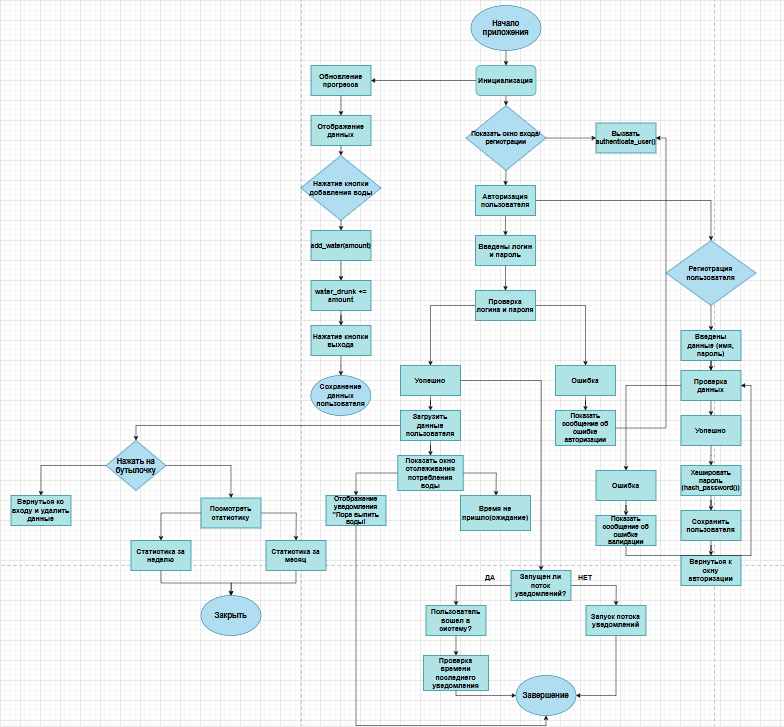 Начало
приложения
Инициализация
Обновление
прогресса
Отображение
данных
Нажатие кнопки
добавления воды
add_water(amount)
water_drunk +=
amount
Нажатие кнопки
выхода
Сохранение
данных
пользователя
Показать окно входа/
регистрации
Вызвать
authenticate_user()
Авторизация
пользователя
Введены логин
и пароль
Проверка
логина и пароля
Регистрация
пользователя
Введены
данные (имя,
пароль)
Проверка
данных
Успешно
Хешировать
пароль
(hash_password())
Сохранить
пользователя
Вернуться к
окну
авторизации
Ошибка
Показать
сообщение об
ошибке
валидации
Успешно
Ошибка
Показать
сообщение об
ошибке
авторизации
Загрузить
данные
пользователя
Показать окно
отслеживания
потребления
воды
Отображение
уведомления
"Пора выпить
воды!
Время не
пришло(ожидание)
Нажать на
бутылочку
Вернуться ко
входу и удалить
данные
Посмотреть
статистику
Статистика за
неделю
Статистика за
месяц
Закрыть
Запущен ли
поток
уведомлений?
ДА
НЕТ
Пользователь
вошел в
систему?
Запуск потока
уведомлений
Проверка
времени
последнего
уведомления
Завершение